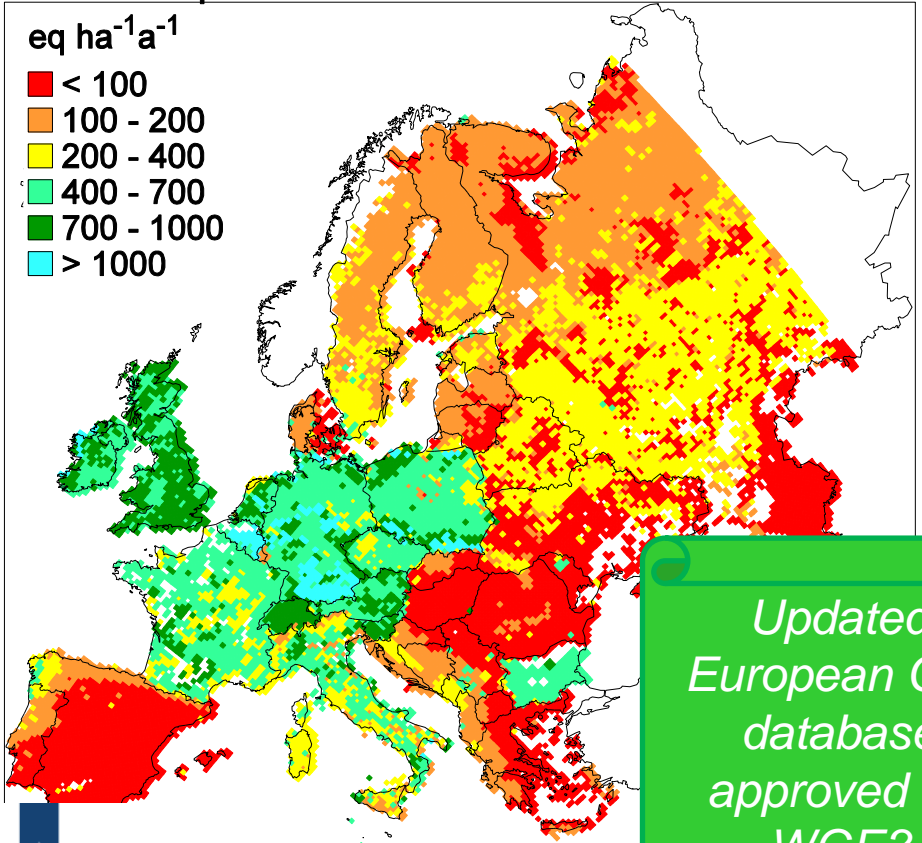 eq ha⁻¹a⁻¹
< 100
100 - 200
200 - 400
400 - 700
700 - 1000
> 1000
Updated
European
database
approved